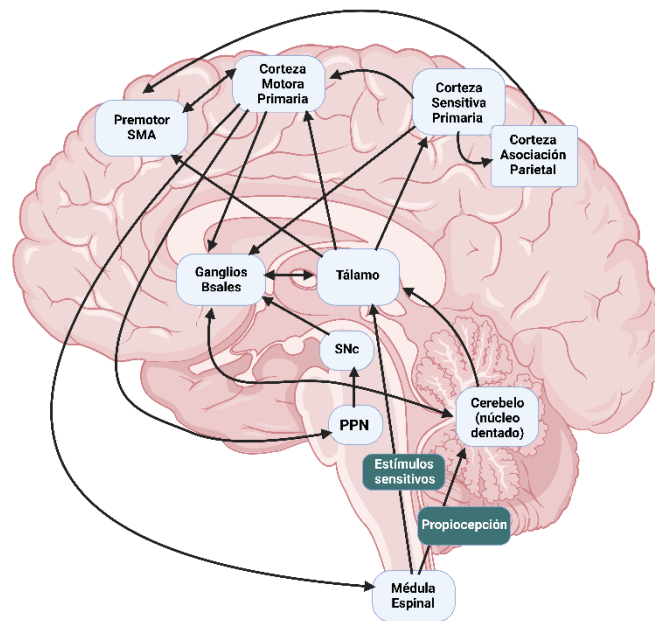 Corteza
Motora
Primaria
Corteza
Sensitiva
Primaria
Premotor
SMA
Corteza
Asociación
Parietal
Ganglios
Bsales
Tálamo
SNc
PPN
Cerebelo
(núcleo
dentado)
Estímulos
sensitivos
Propiocepción
Médula
Espinal